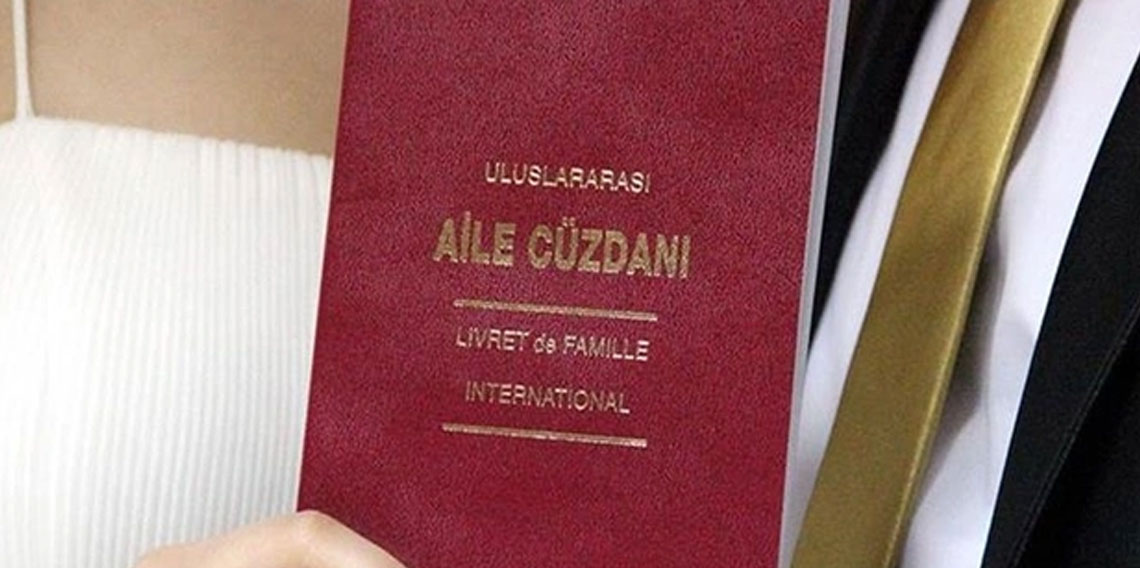 ULUSLARARASI
AİLE CÜZDANI
LIVRET de FAMILLE
INTERNATIONAL